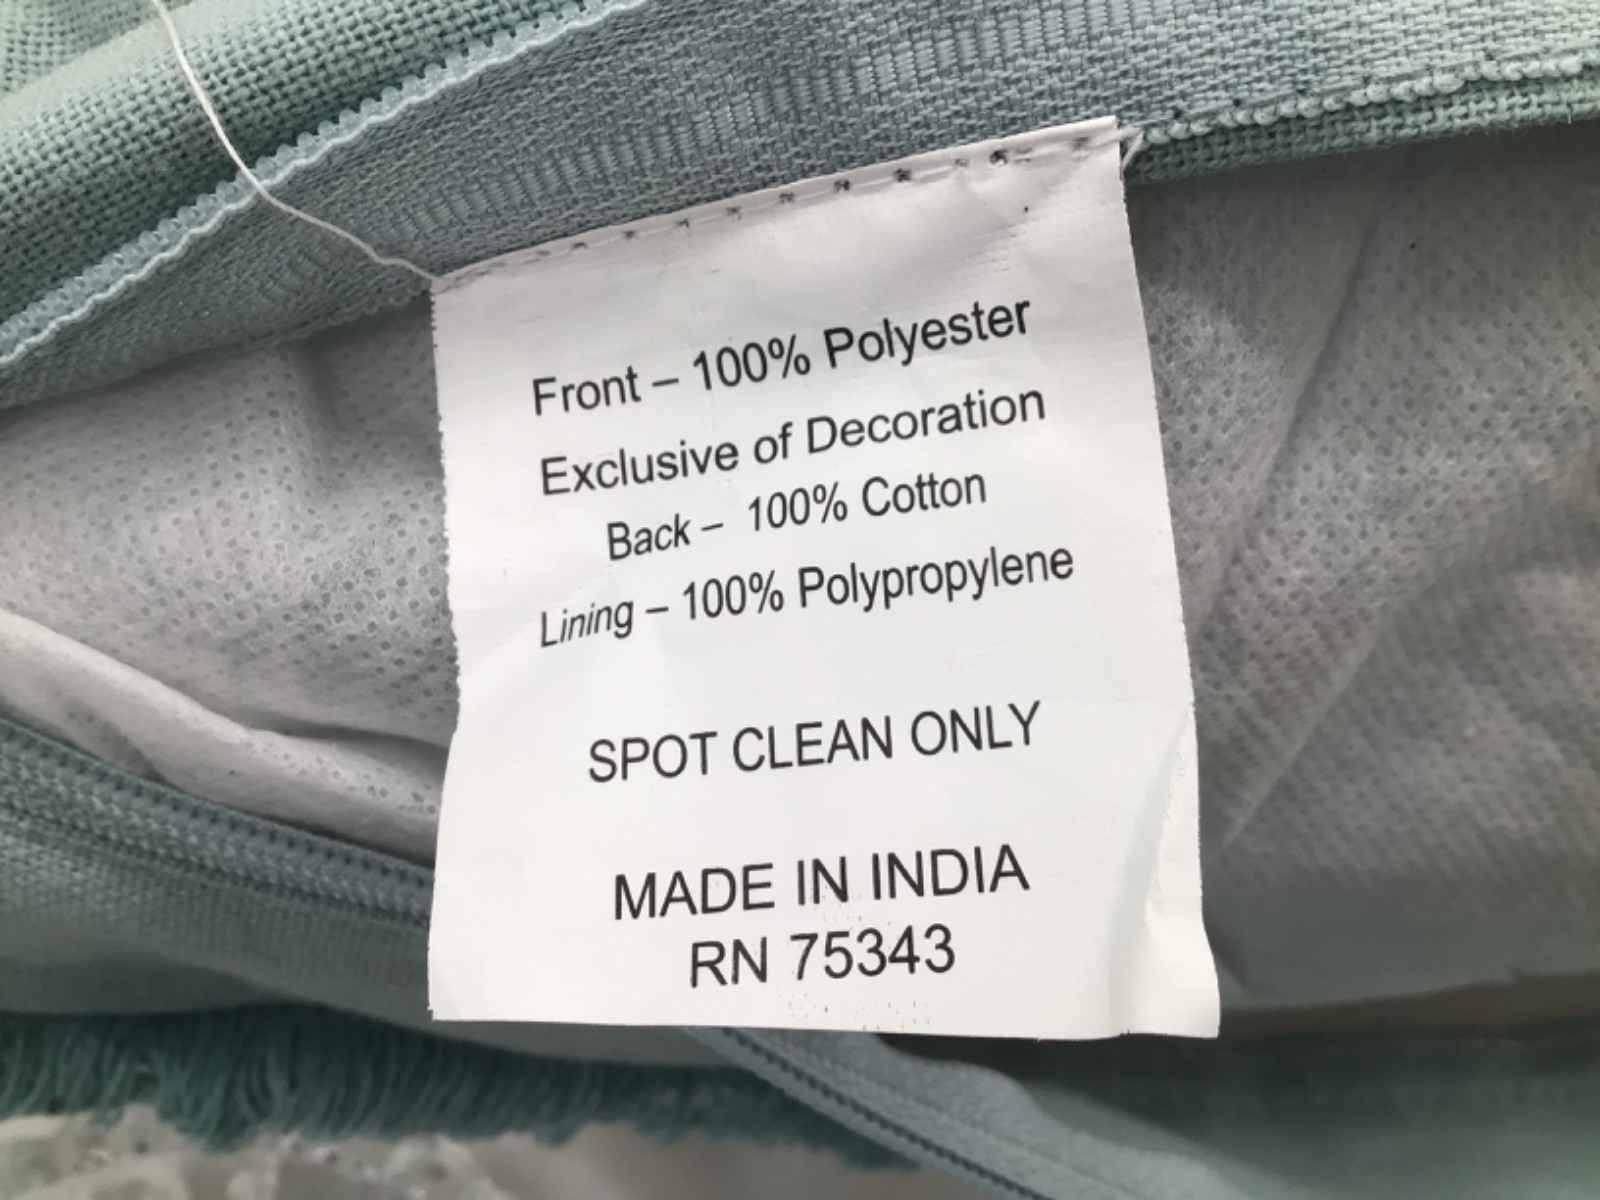 Front – 100% Polyester
Exclusive of Decoration
Back – 100% Cotton
Lining – 100% Polypropylene
SPOT CLEAN ONLY
MADE IN INDIA
RN 75343